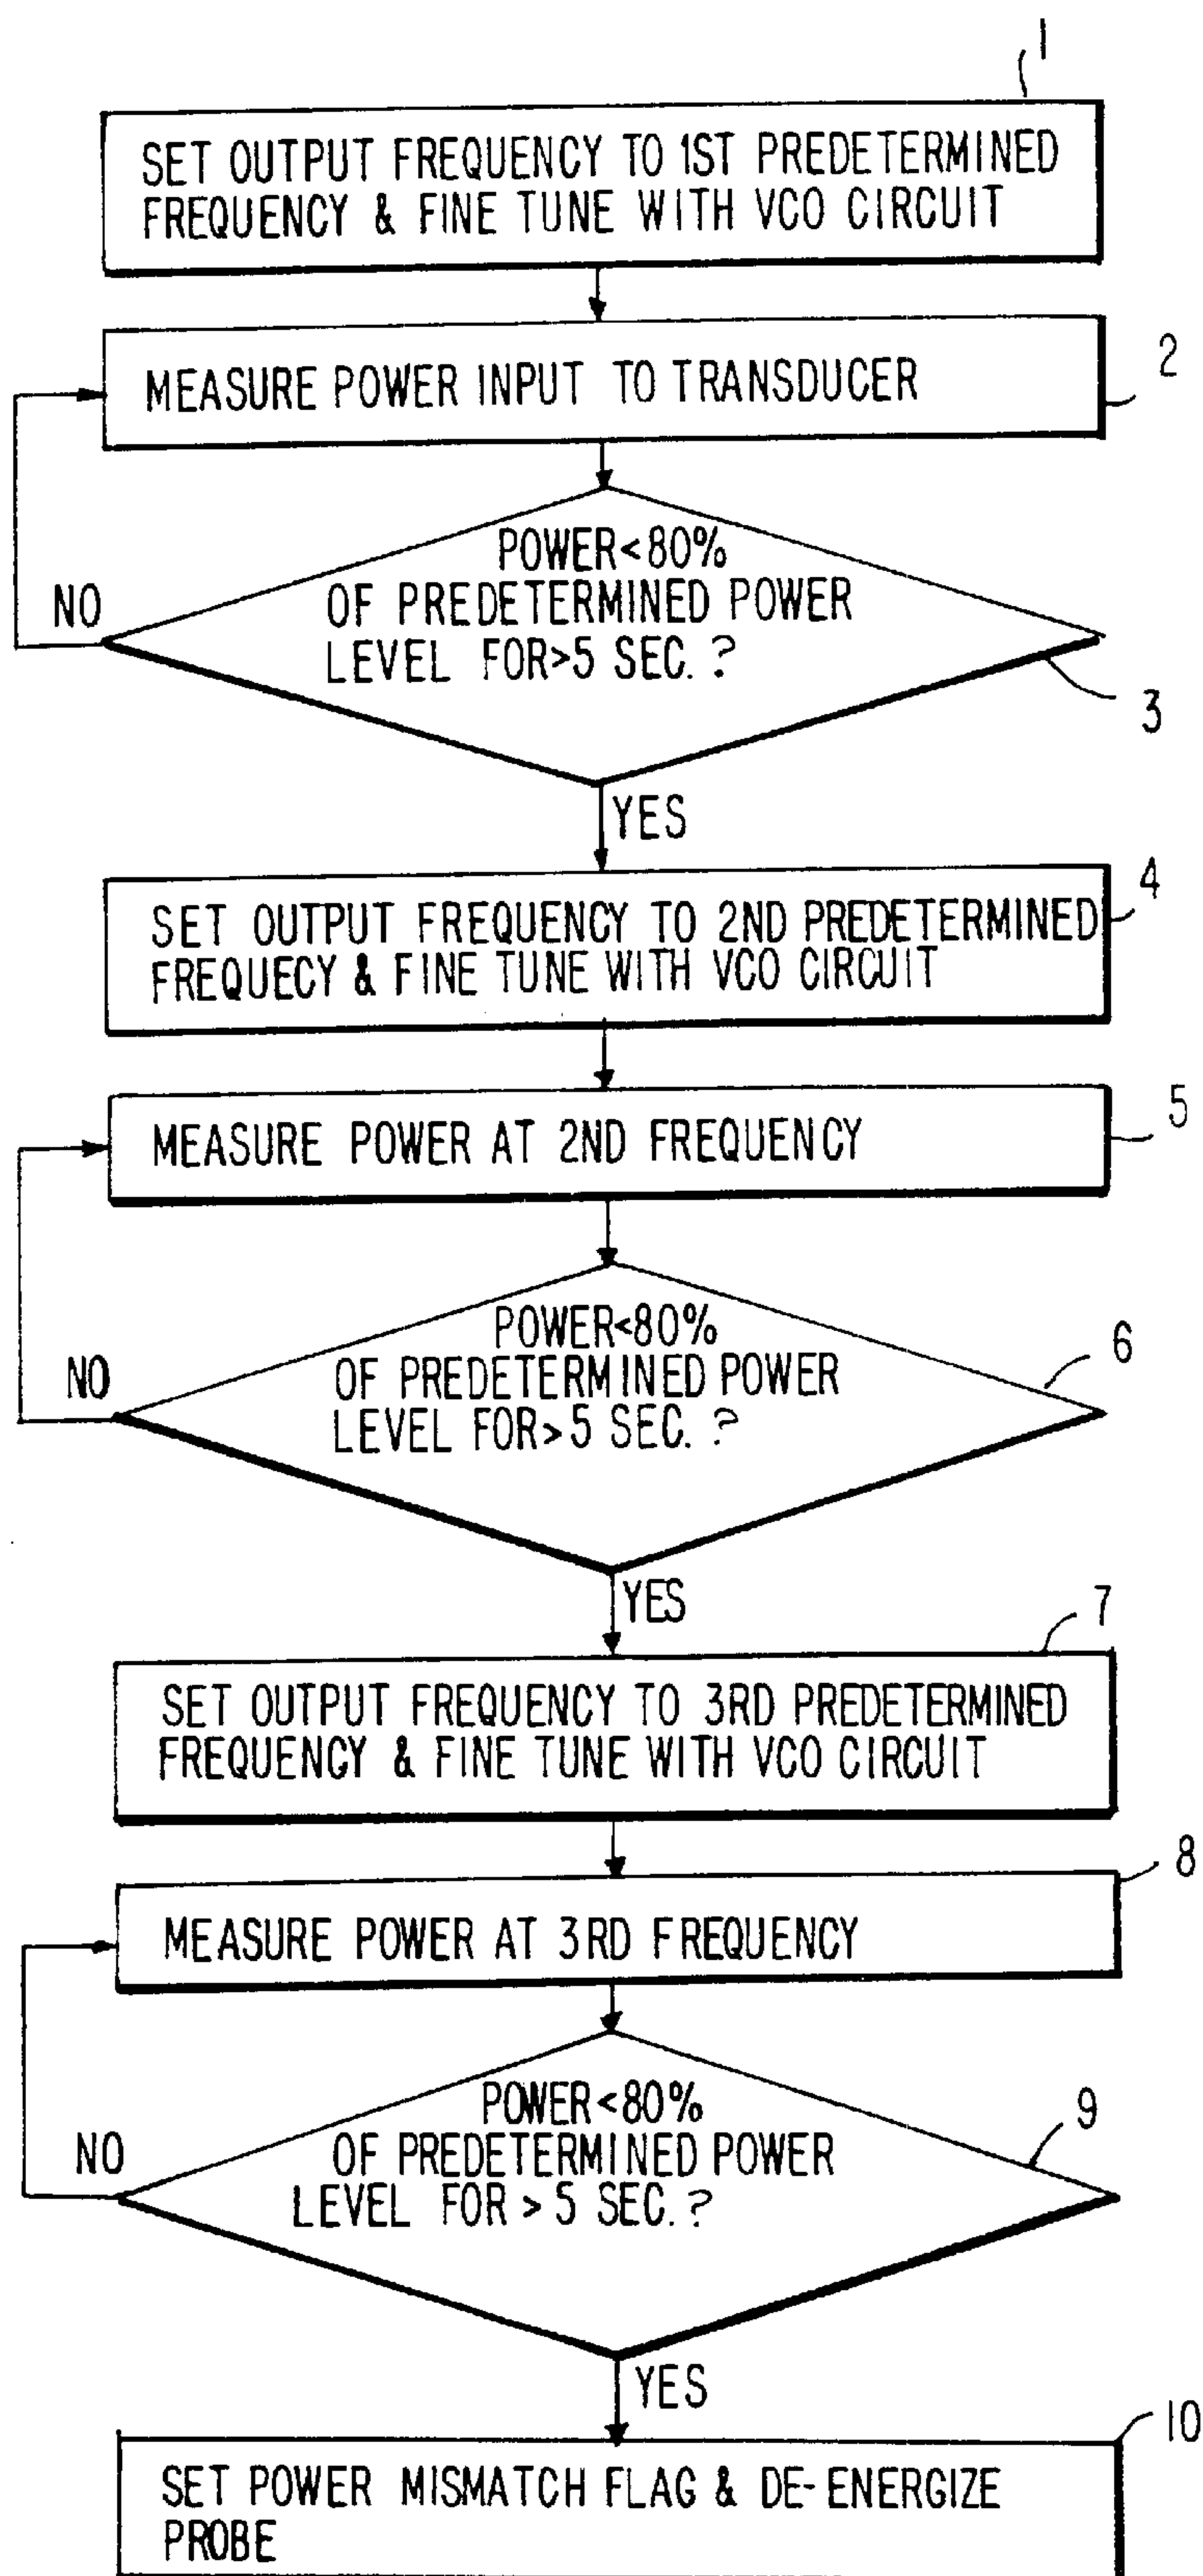 1
SET OUTPUT FREQUENCY TO 1ST PREDETERMINED
FREQUENCY & FINE TUNE WITH VCO CIRCUIT
MEASURE POWER INPUT TO TRANSDUCER
2
POWER<80%
OF PREDETERMINED POWER
LEVEL FOR>5 SEC. ?
NO
3
YES
4
SET OUTPUT FREQUENCY TO 2ND PREDETERMINED
FREQUECY & FINE TUNE WITH VCO CIRCUIT
MEASURE POWER AT 2ND FREQUENCY
5
POWER<80%
OF PREDETERMINED POWER
LEVEL FOR>5 SEC. ?
NO
6
YES
7
SET OUTPUT FREQUENCY TO 3RD PREDETERMINED
FREQUENCY & FINE TUNE WITH VCO CIRCUIT
8
MEASURE POWER AT 3RD FREQUENCY
POWER<80%
OF PREDETERMINED POWER
LEVEL FOR > 5 SEC. ?
NO
9
YES
10
SET POWER MISMATCH FLAG & DE-ENERGIZE
PROBE